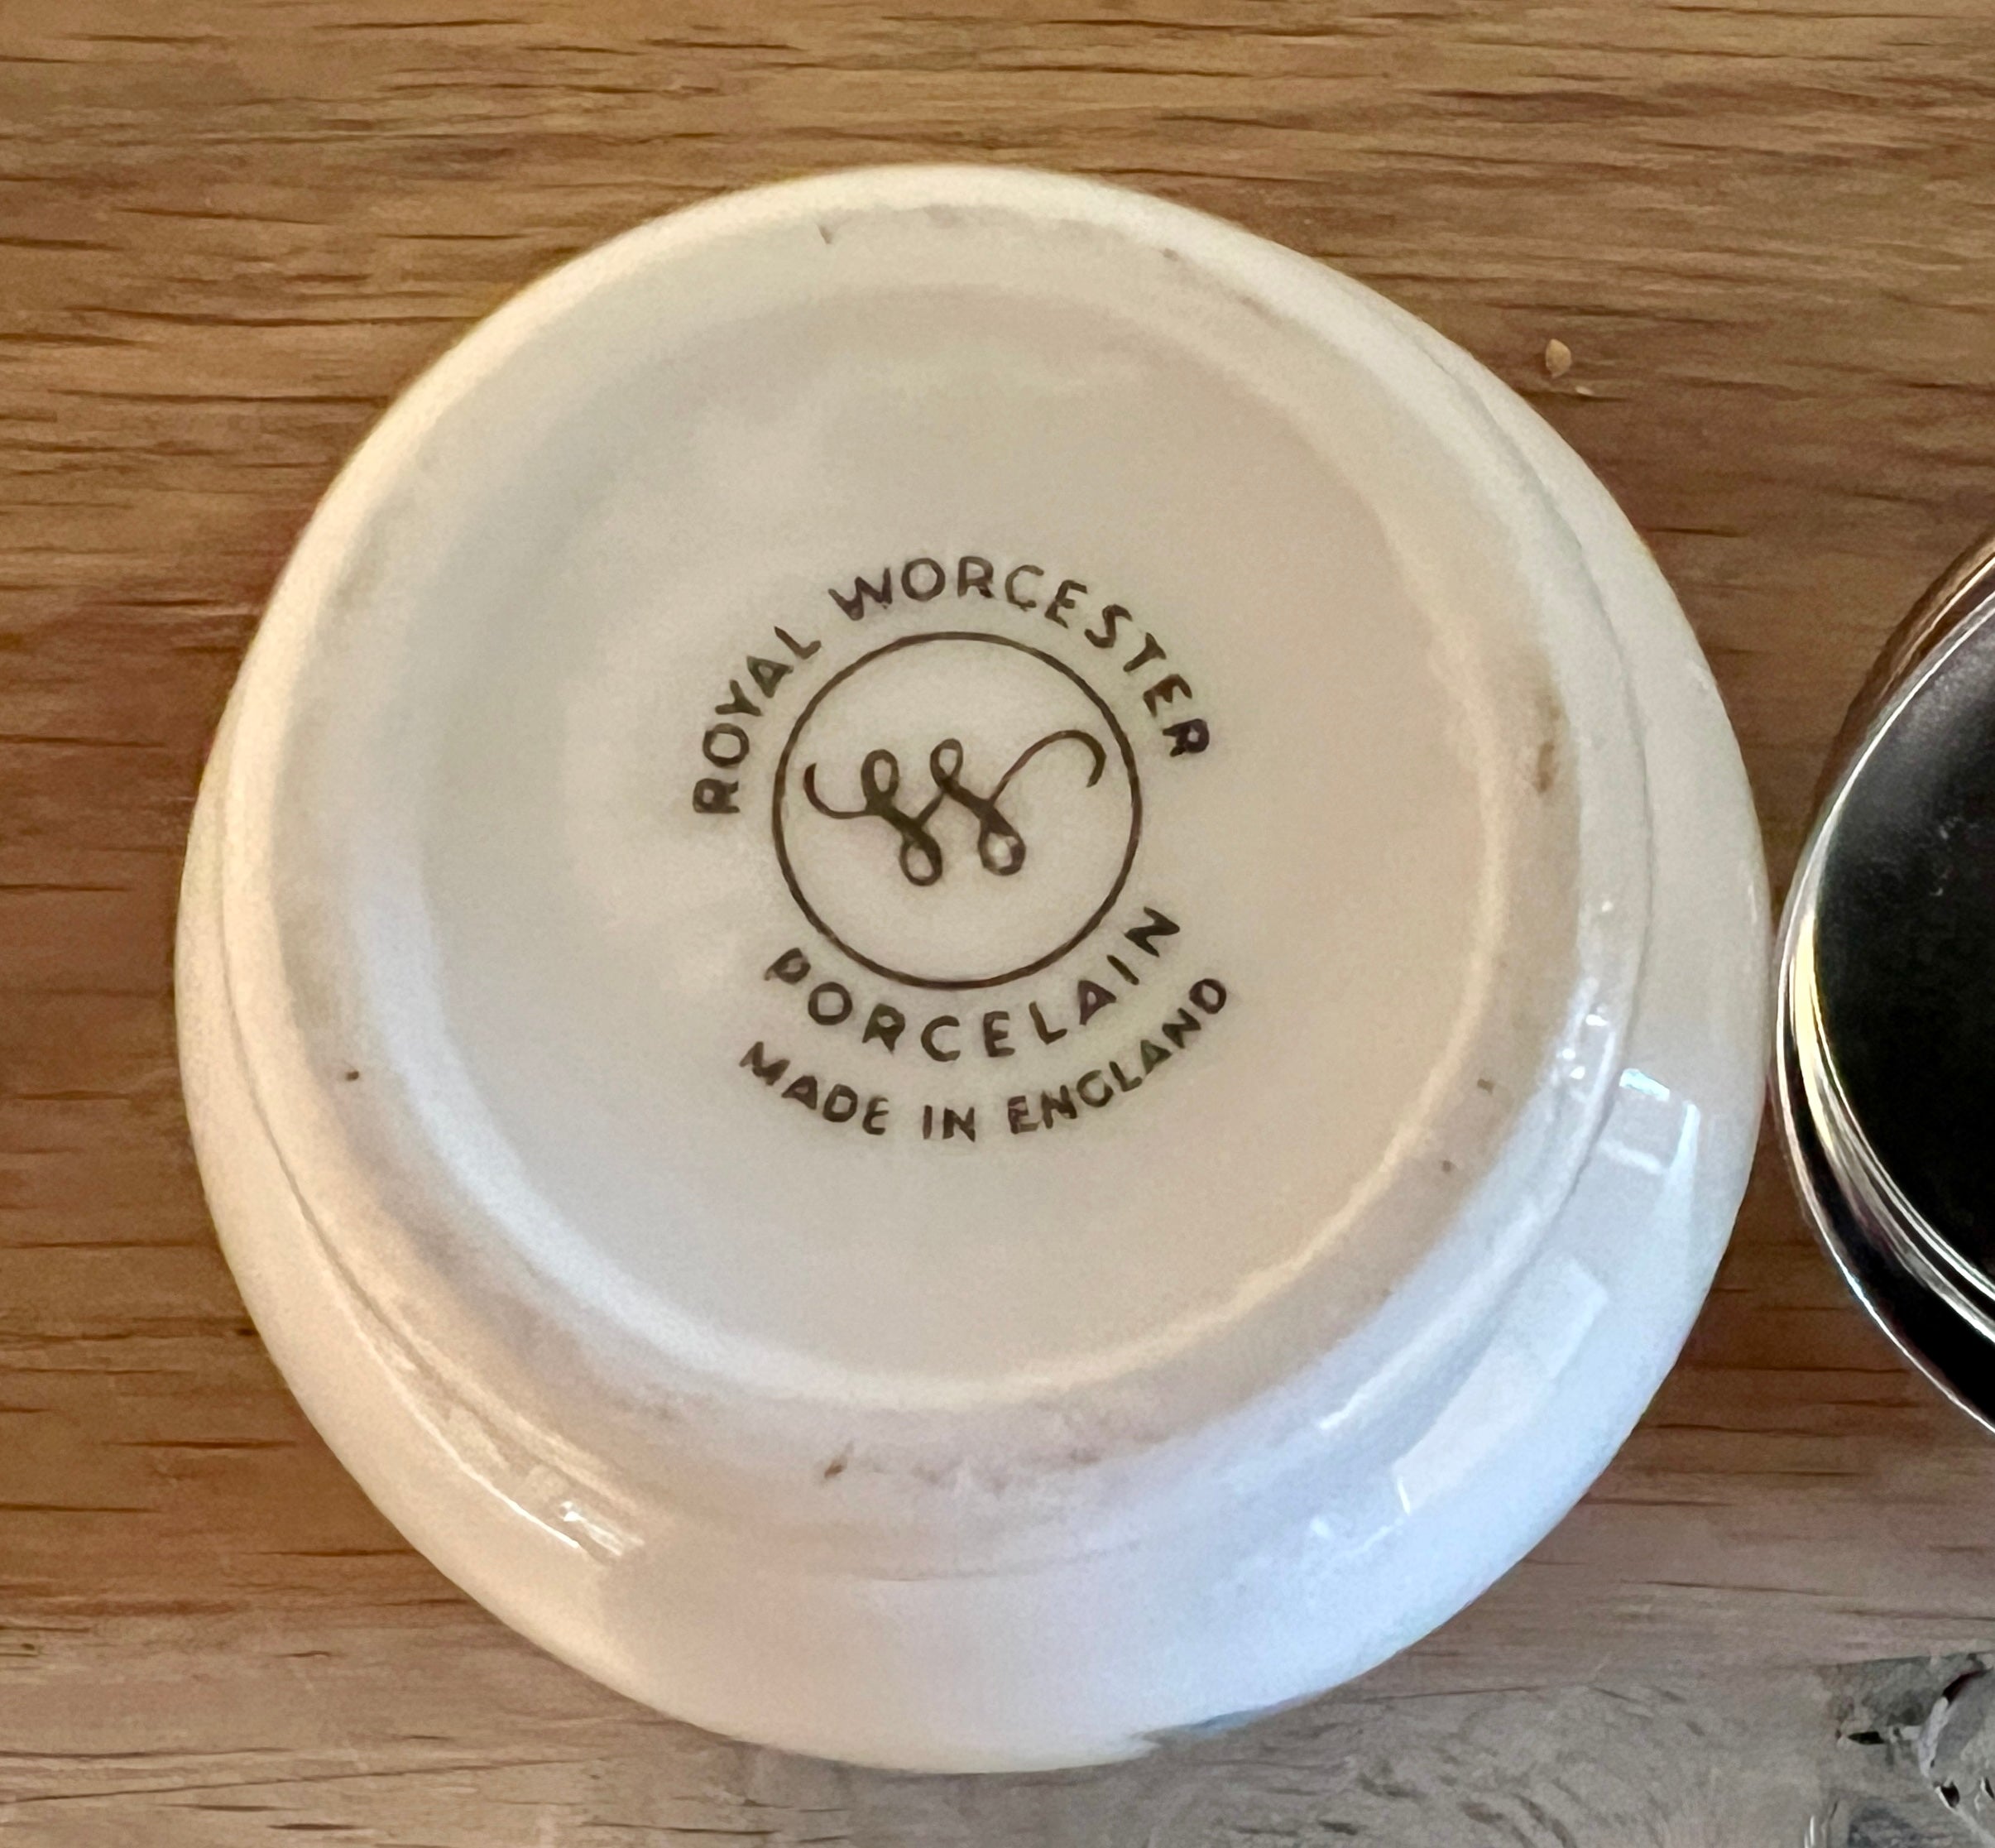 ROYAL WORCESTER
W
PORCELAIN
MADE IN ENGLAND